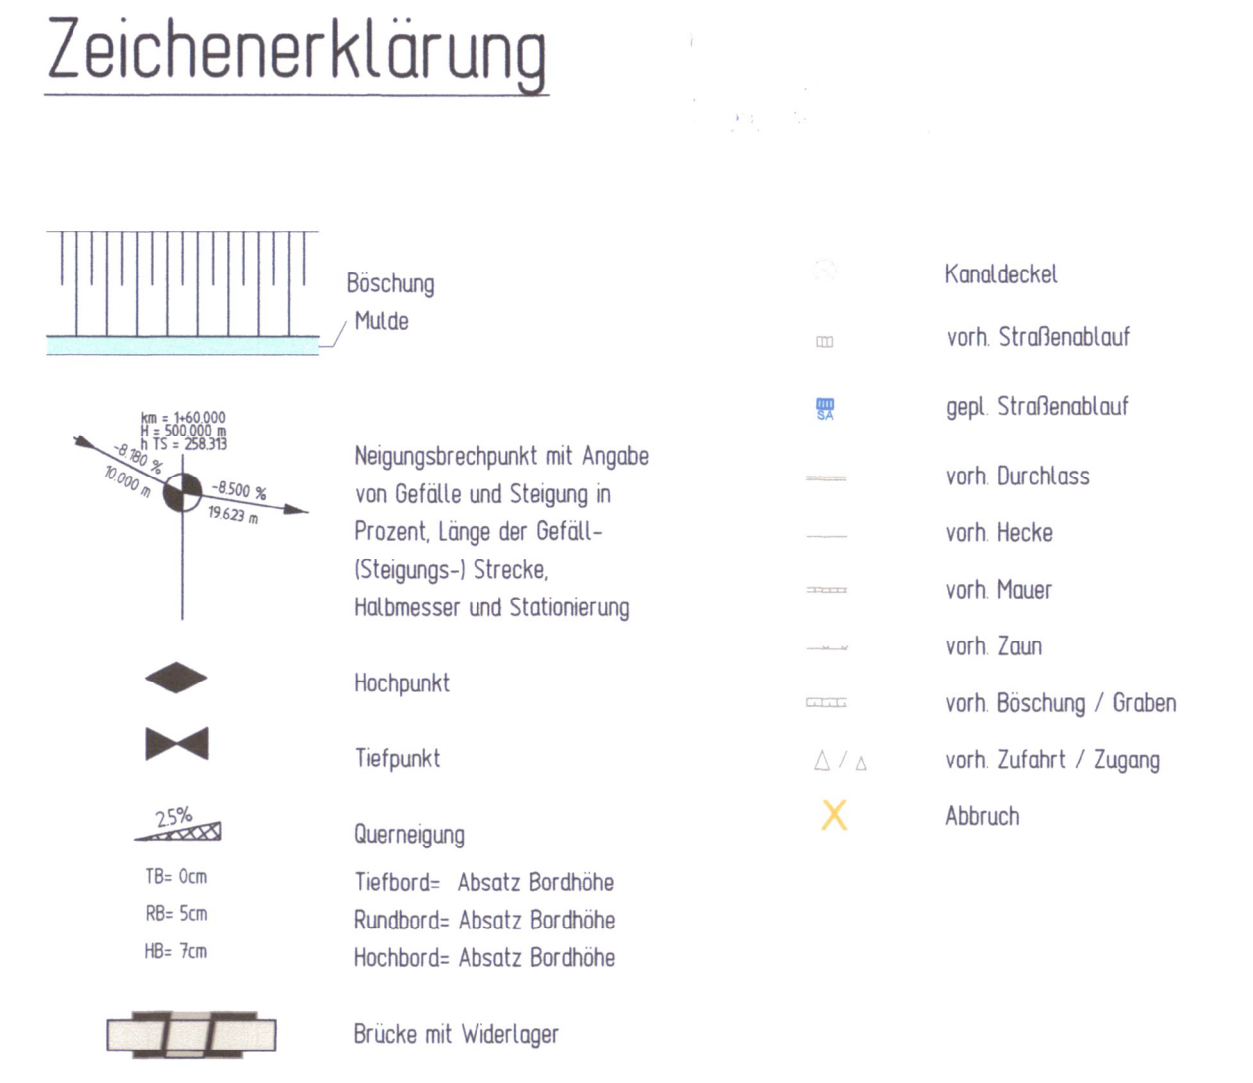 Zeichenerklärung
Böschung
Mulde
km = 1+60.000
H = 500.000 m
h TS = 258.313
-8.180 %
10.000 m
-8.500 %
19.623 m
Neigungsbrechpunkt mit Angabe
von Gefälle und Steigung in
Prozent, Länge der Gefäll-
(Steigungs-) Strecke,
Halbmesser und Stationierung
Hochpunkt
Tiefpunkt
2.5%
Querneigung
TB= 0cm
Tiefbord= Absatz Bordhöhe
RB= 5cm
Rundbord= Absatz Bordhöhe
HB= 7cm
Hochbord= Absatz Bordhöhe
Brücke mit Widerlager
Kanaldeckel
vorh. Straßenablauf
SA
gepl. Straßenablauf
vorh. Durchlass
vorh. Hecke
vorh. Mauer
vorh. Zaun
vorh. Böschung / Graben
/
vorh. Zufahrt / Zugang
Abbruch